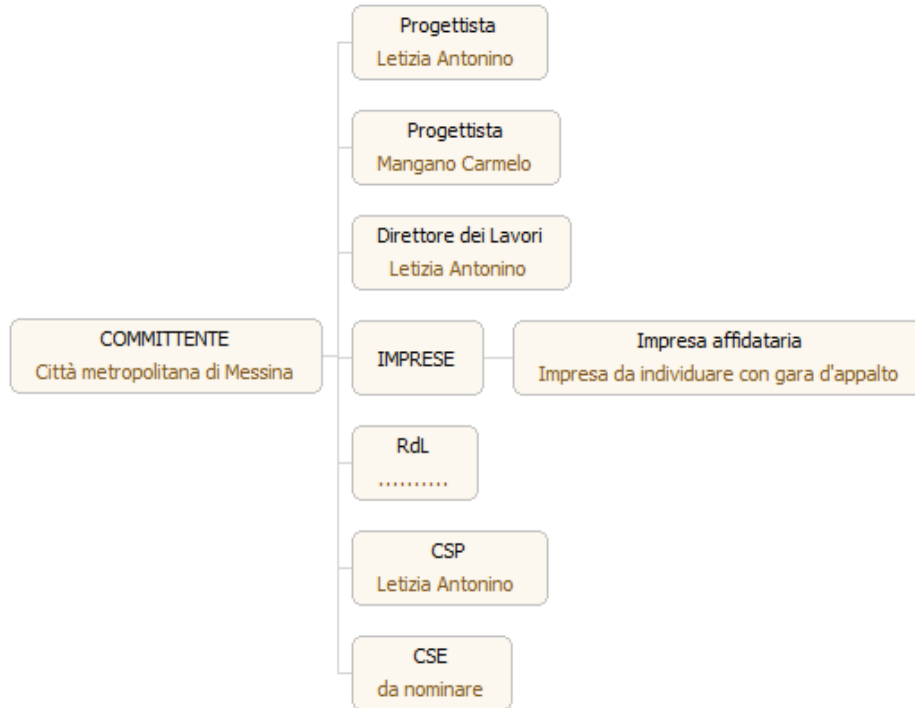 Progettista
Letizia Antonino
Progettista
Mangano Carmelo
Direttore dei Lavori
Letizia Antonino
COMMITTENTE
Città metropolitana di Messina
IMPRESE
Impresa affidataria
Impresa da individuare con gara d'appalto
RdL
..........
CSP
Letizia Antonino
CSE
da nominare